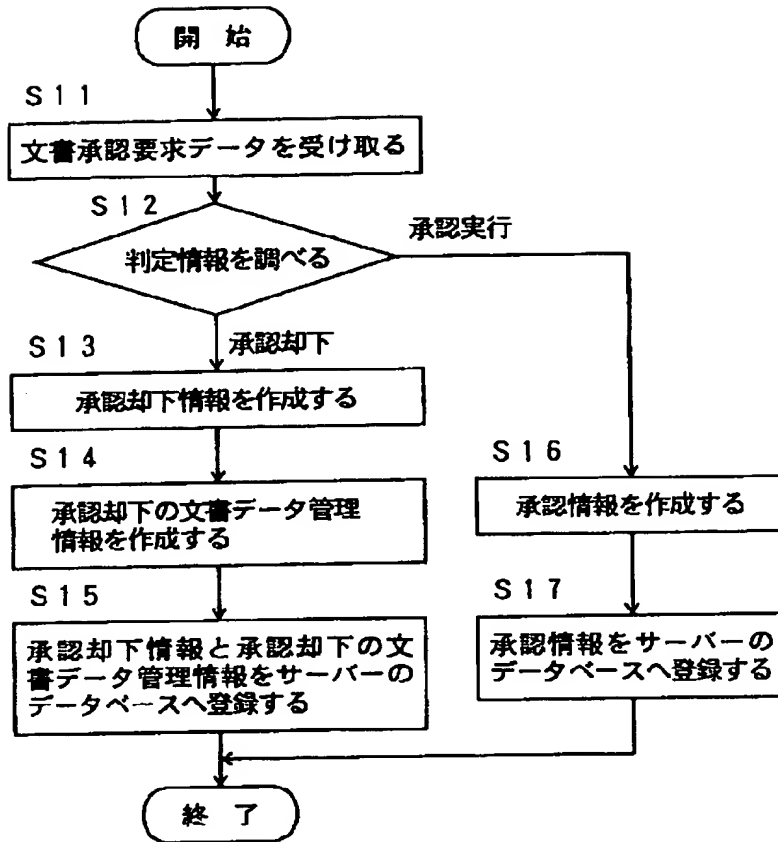 開 始
S11
文書承認要求データを受け取る
S12
判定情報を調べる
承認実行
承認却下
S13
承認却下情報を作成する
S14
承認却下の文書データ管理
情報を作成する
S15
承認却下情報と承認却下の文
書データ管理情報をサーバーの
データベースへ登録する
S16
承認情報を作成する
S17
承認情報をサーバーの
データベースへ登録する
終 了